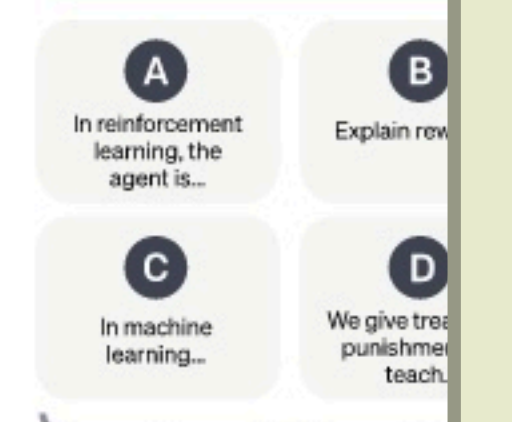 A
In reinforcement
learning, the
agent is...
B
Explain rew
C
In machine
learning...
D
We give trea
punishme
teach.